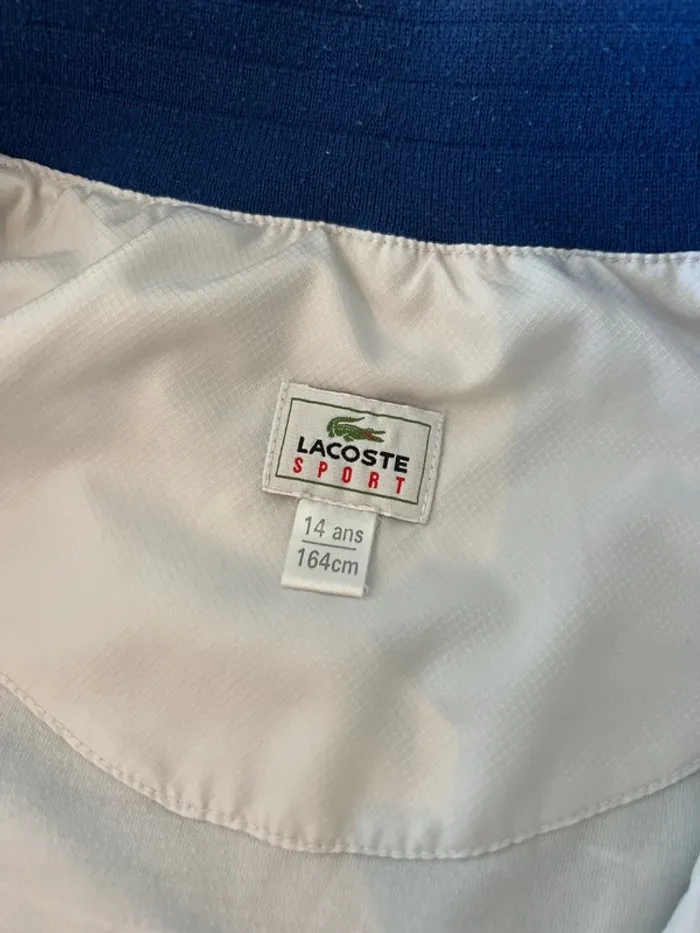 LACOSTE
SPORT
14 ans
164cm